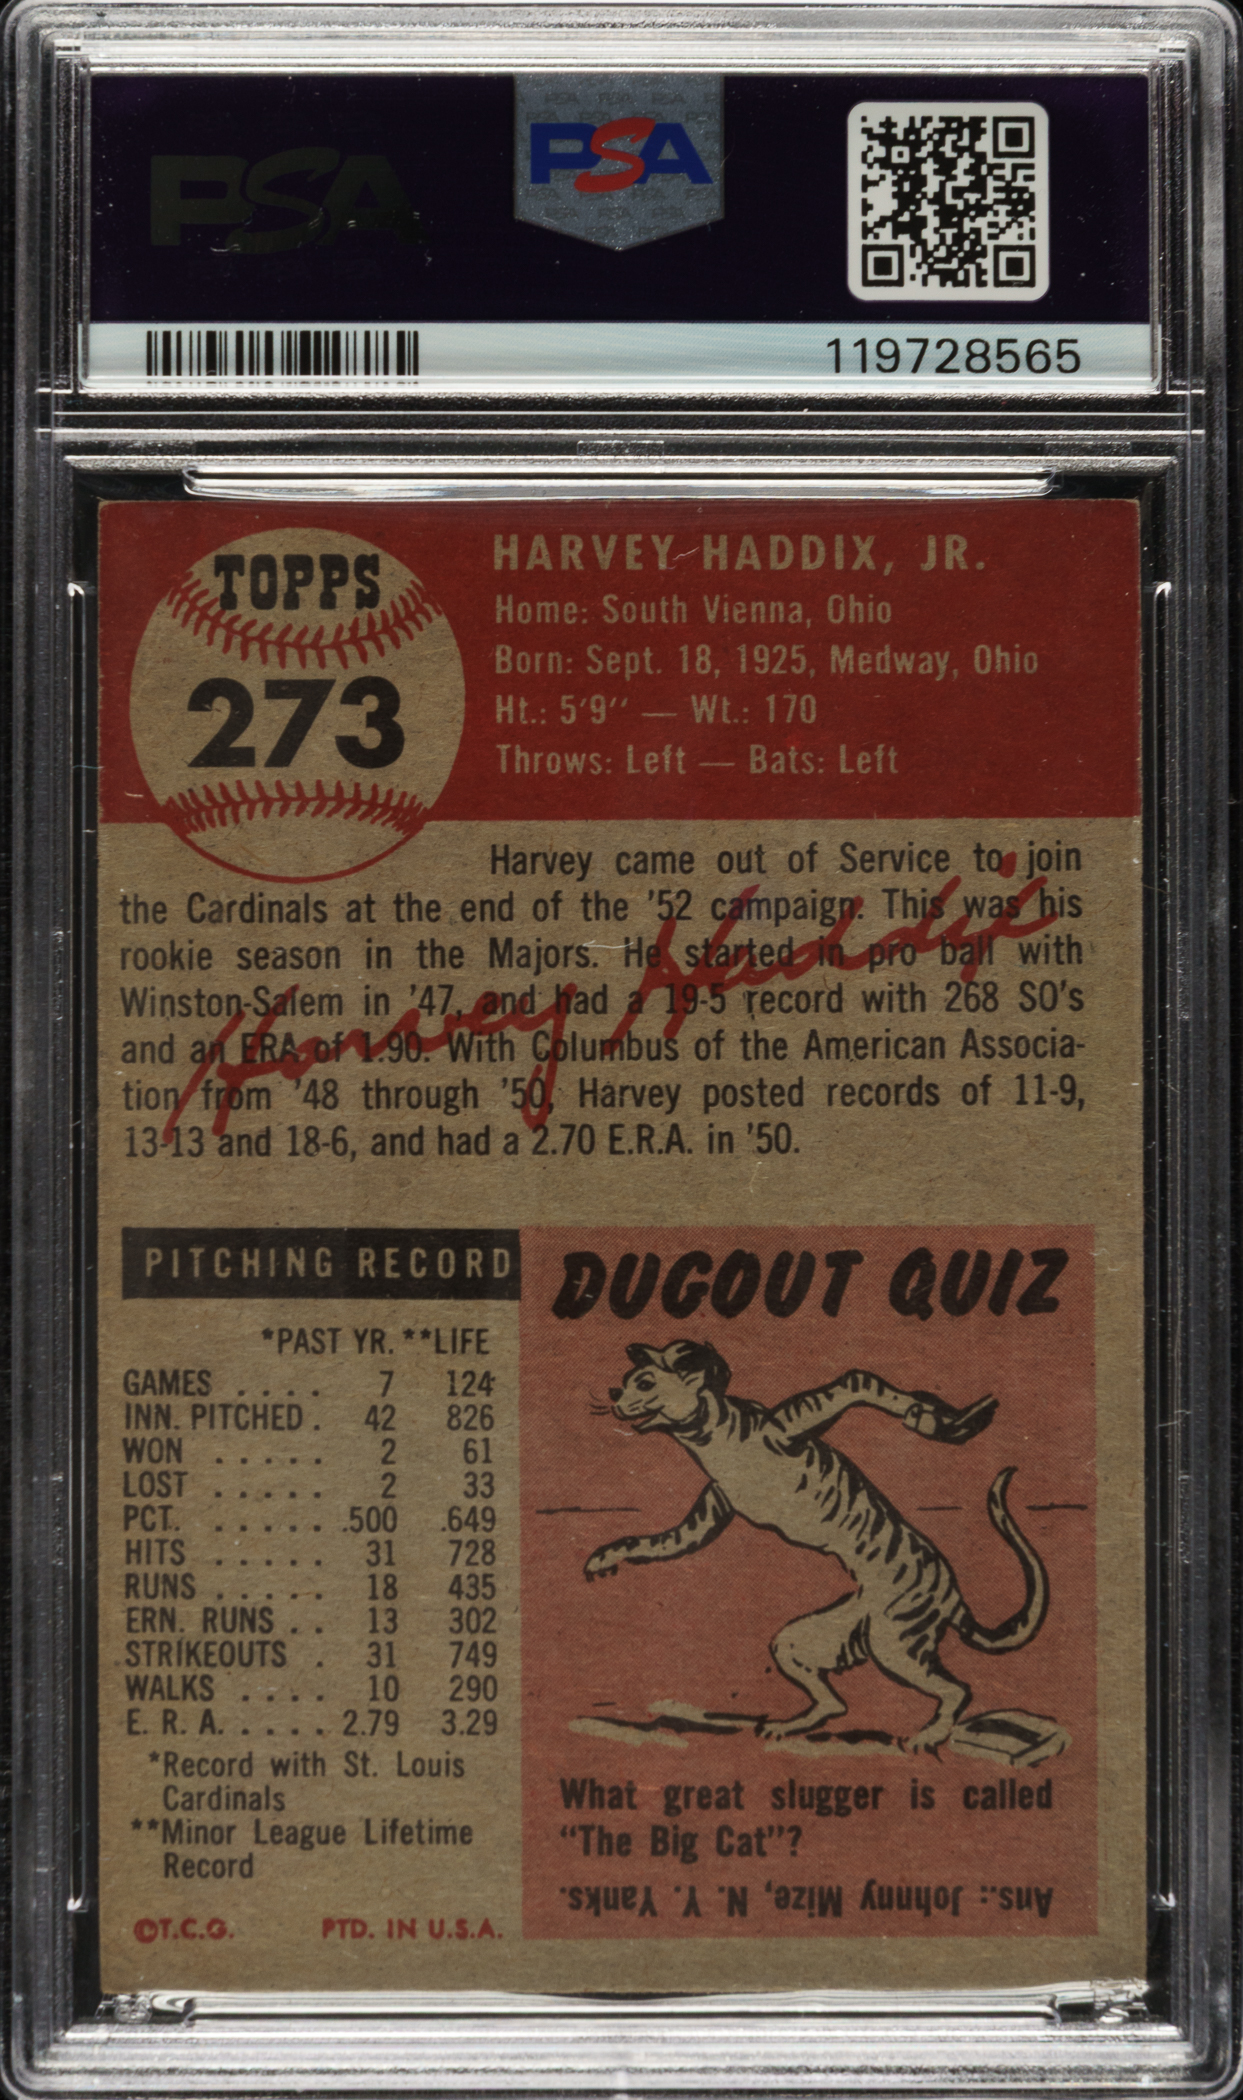 PSA
PSA
119728565
TOPPS
273
HARVEY HADDIX, JR.
Home: South Vienna, Ohio
Born: Sept. 18, 1925, Medway, Ohio
Ht.: 5'9" — Wt.: 170
Throws: Left — Bats: Left
Harvey came out of Service to join
the Cardinals at the end of the '52 campaign. This was his
rookie season in the Majors. He started in pro ball with
Winston-Salem in '47, and had a 19-5 record with 268 SO's
and an ERA of 1.90. With Columbus of the American Associa-
tion from '48 through '50, Harvey posted records of 11-9,
13-13 and 18-6, and had a 2.70 E.R.A. in '50.
Harvey Haddix
PITCHING RECORD
*PAST YR. **LIFE
GAMES . . . . 7 124
INN. PITCHED . 42 826
WON . . . . . 2 61
LOST . . . . . 2 33
PCT. . . . . . .500 .649
HITS . . . . . 31 728
RUNS . . . . . 18 435
ERN. RUNS . . 13 302
STRIKEOUTS . 31 749
WALKS . . . . 10 290
E. R. A. . . . . . 2.79 3.29
*Record with St. Louis
Cardinals
**Minor League Lifetime
Record
©T.C.G. PTD. IN U.S.A.
DUGOUT QUIZ
What great slugger is called
"The Big Cat"?
Ans.: Johnny Mize, N. Y. Yanks.